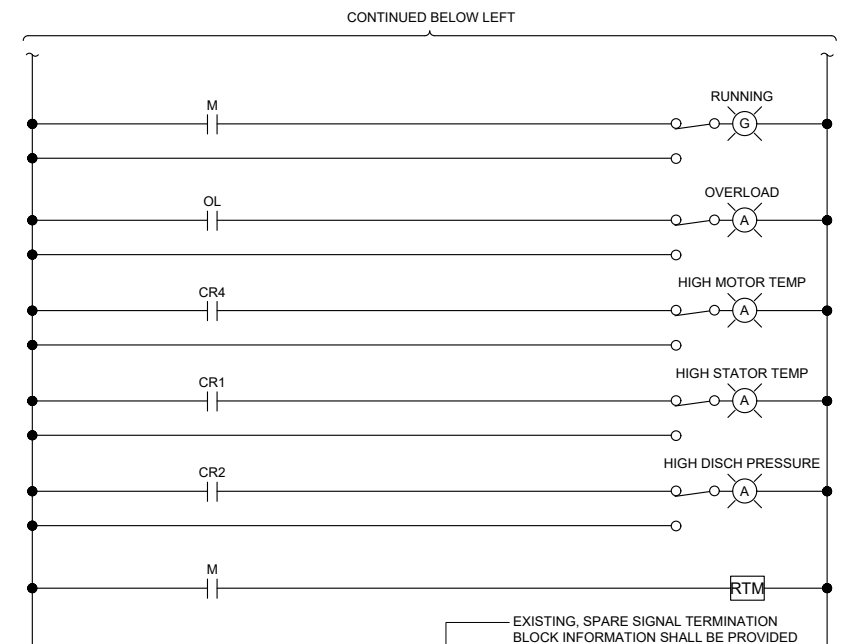 CONTINUED BELOW LEFT
M
RUNNING
G
OL
OVERLOAD
A
CR4
HIGH MOTOR TEMP
A
CR1
HIGH STATOR TEMP
A
CR2
HIGH DISCH PRESSURE
A
M
RTM
EXISTING, SPARE SIGNAL TERMINATION
BLOCK INFORMATION SHALL BE PROVIDED